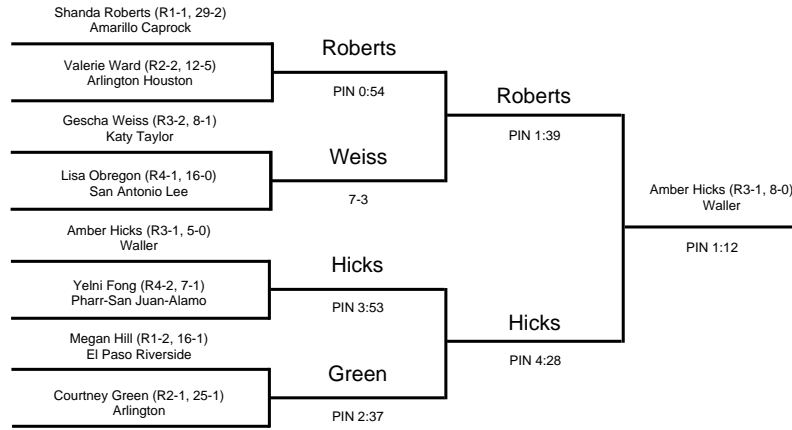 Shanda Roberts (R1-1, 29-2)
Amarillo Caprock
Valerie Ward (R2-2, 12-5)
Arlington Houston
Roberts
PIN 0:54
Gescha Weiss (R3-2, 8-1)
Katy Taylor
Lisa Obregon (R4-1, 16-0)
San Antonio Lee
Weiss
7-3
Roberts
PIN 1:39
Amber Hicks (R3-1, 5-0)
Waller
Yelni Fong (R4-2, 7-1)
Pharr-San Juan-Alamo
Hicks
PIN 3:53
Megan Hill (R1-2, 16-1)
El Paso Riverside
Courtney Green (R2-1, 25-1)
Arlington
Green
PIN 2:37
Hicks
PIN 4:28
Amber Hicks (R3-1, 8-0)
Waller
PIN 1:12